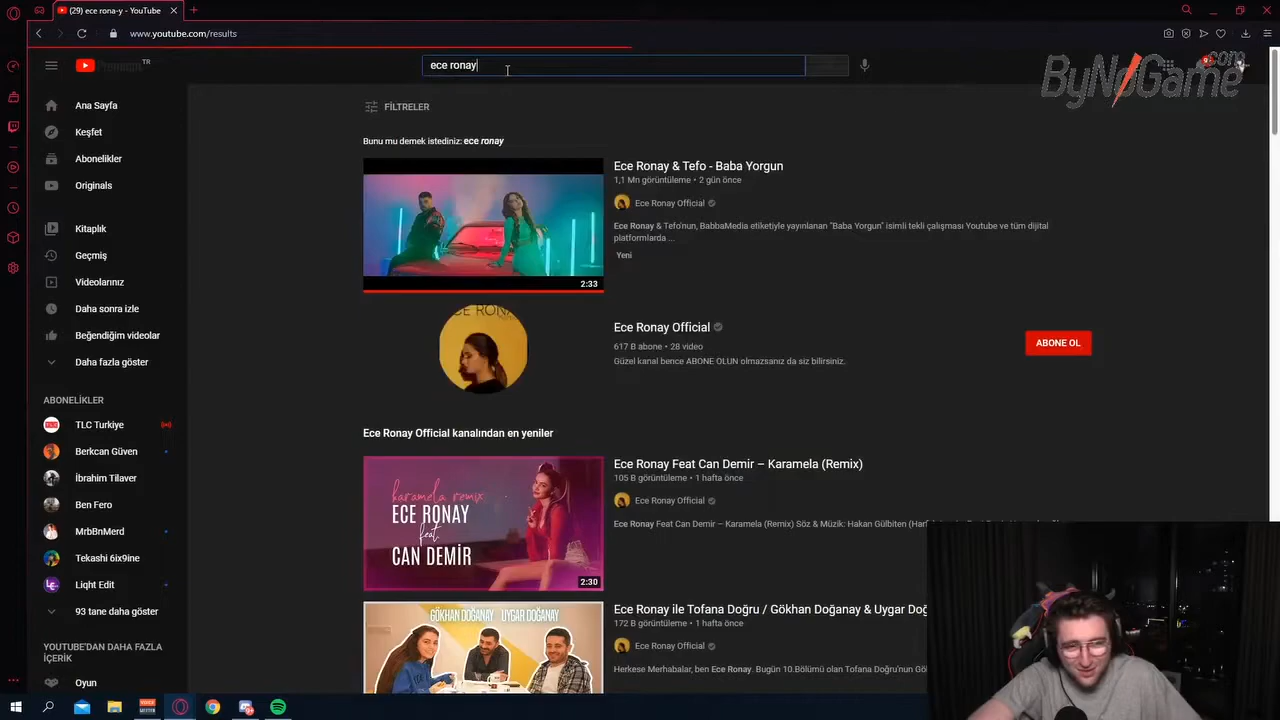 (29) ece rona-y - YouTube
www.youtube.com/results
TR
ece ronay
ByNoGame.com
Ana Sayfa
Keşfet
Abonelikler
Originals
Kitaplık
Geçmiş
Videolarınız
Daha sonra izle
Beğendiğim videolar
Daha fazla göster
ABONELİKLER
TLC Turkiye
Berkcan Güven
İbrahim Tilaver
Ben Fero
MrbBnMerd
Tekashi 6ix9ine
Liqht Edit
93 tane daha göster
YOUTUBE'DAN DAHA FAZLA
İÇERİK
Oyun
FİLTRELER
Bunu mu demek istediniz: ece ronay
2:33
Ece Ronay & Tefo - Baba Yorgun
1,1 Mn görüntüleme • 2 gün önce
Ece Ronay Official
Ece Ronay & Tefo'nun, BabbaMedia etiketiyle yayınlanan "Baba Yorgun" isimli tekli çalışması Youtube ve tüm dijital
platformlarda ...
Yeni
ECE RONA
Ece Ronay Official
617 B abone • 28 video
Güzel kanal bence ABONE OLUN olmazsanız da siz bilirsiniz.
ABONE OL
Ece Ronay Official kanalından en yeniler
karamela remix
ECE RONAY
feat.
CAN DEMİR
2:30
Ece Ronay Feat Can Demir – Karamela (Remix)
105 B görüntüleme • 1 hafta önce
Ece Ronay Official
Ece Ronay Feat Can Demir – Karamela (Remix) Söz & Müzik: Hakan Gülbiten
GÖKHAN DOĞANAY UYGAR DOĞANAY
Ece Ronay ile Tofana Doğru / Gökhan Doğanay & Uygar Doğ
172 B görüntüleme • 1 hafta önce
Ece Ronay Official
Herkese Merhabalar, ben Ece Ronay. Bugün 10.Bölümü olan Tofana Doğru'nun Göl